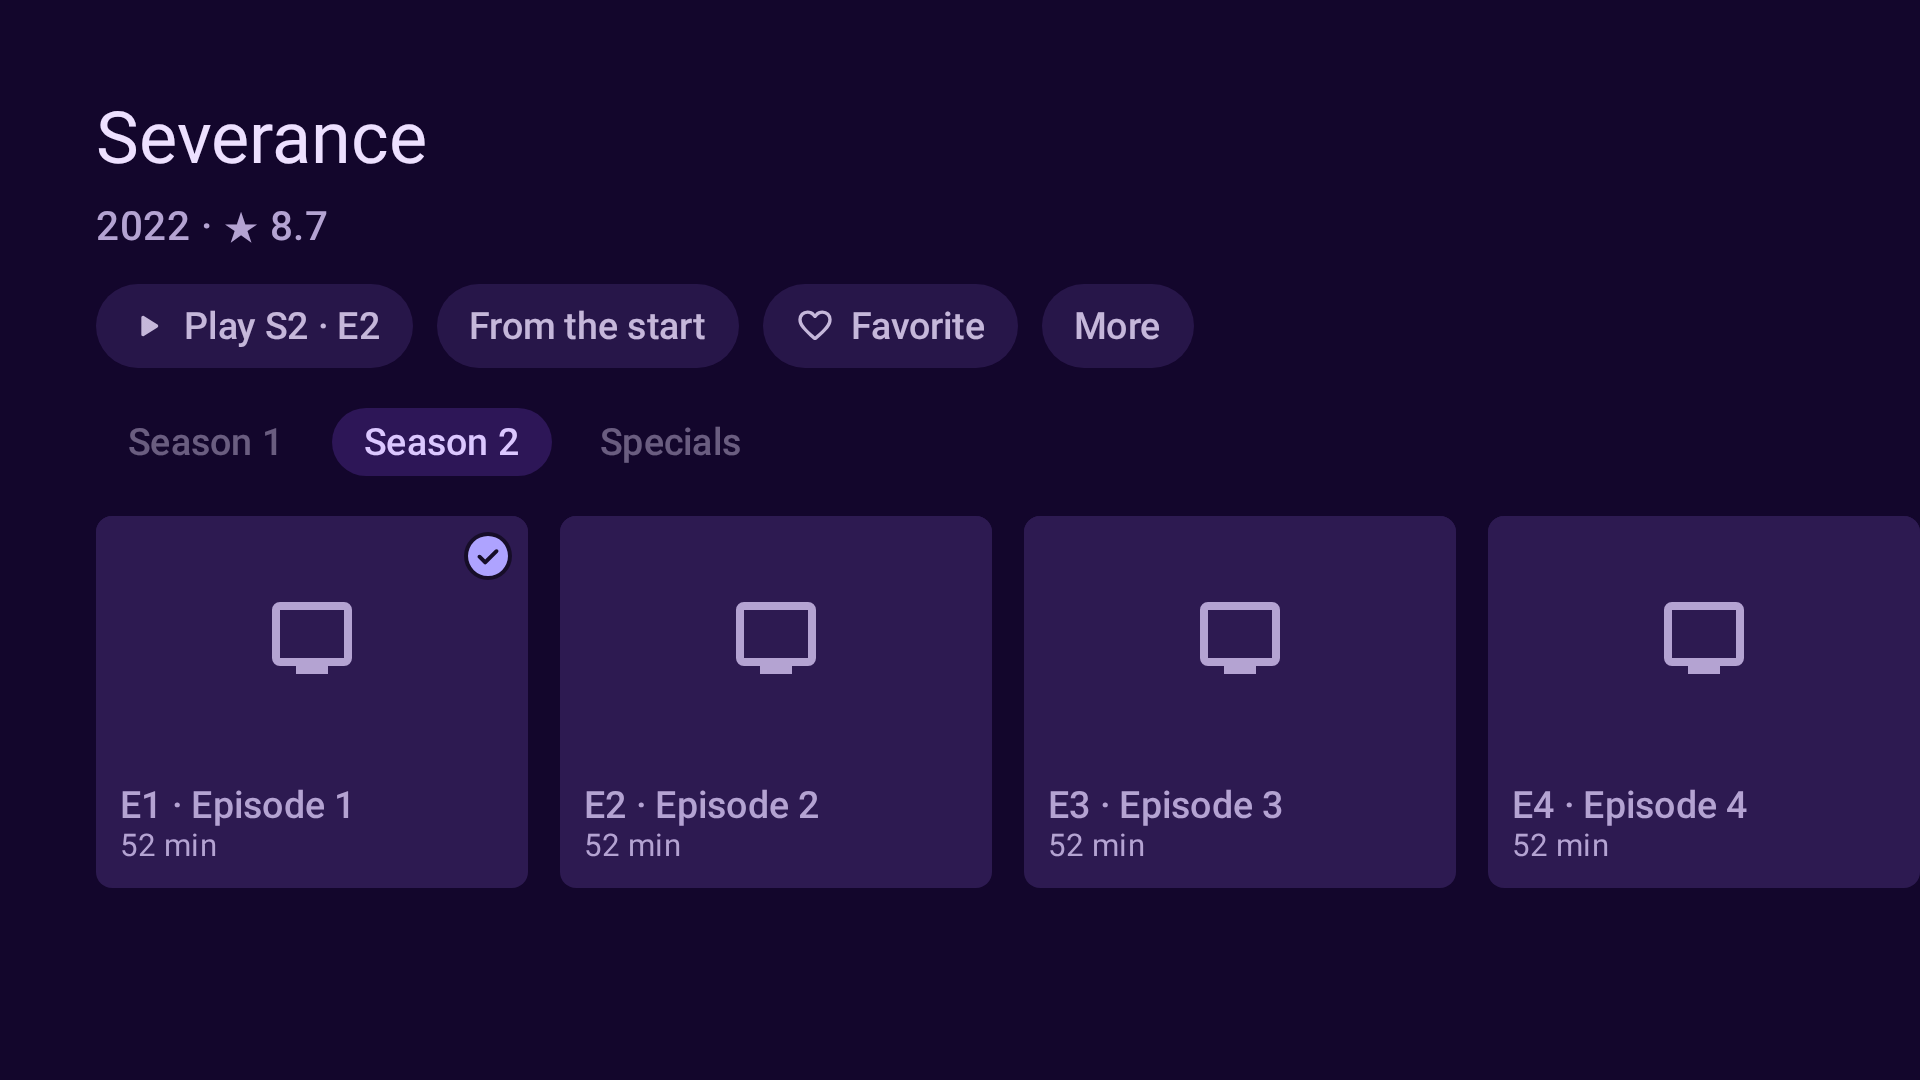 Severance
2022 · ★ 8.7
Play S2 · E2
From the start
Favorite
More
Season 1
Season 2
Specials
E1 · Episode 1
52 min
E2 · Episode 2
52 min
E3 · Episode 3
52 min
E4 · Episode 4
52 min